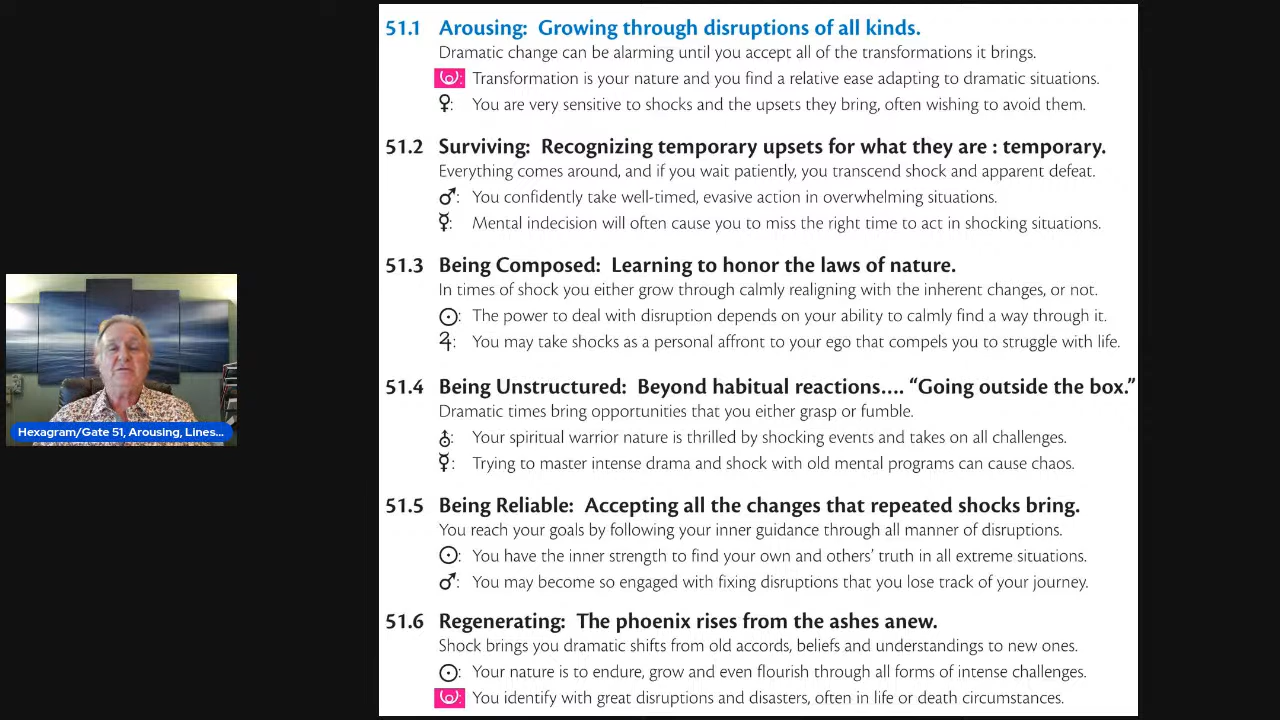 51.1 Arousing: Growing through disruptions of all kinds.
Dramatic change can be alarming until you accept all of the transformations it brings.
Transformation is your nature and you find a relative ease adapting to dramatic situations.
♀: You are very sensitive to shocks and the upsets they bring, often wishing to avoid them.
51.2 Surviving: Recognizing temporary upsets for what they are : temporary.
Everything comes around, and if you wait patiently, you transcend shock and apparent defeat.
♂: You confidently take well-timed, evasive action in overwhelming situations.
☿: Mental indecision will often cause you to miss the right time to act in shocking situations.
51.3 Being Composed: Learning to honor the laws of nature.
In times of shock you either grow through calmly realigning with the inherent changes, or not.
☉: The power to deal with disruption depends on your ability to calmly find a way through it.
♃: You may take shocks as a personal affront to your ego that compels you to struggle with life.
51.4 Being Unstructured: Beyond habitual reactions.... “Going outside the box.”
Dramatic times bring opportunities that you either grasp or fumble.
⛢: Your spiritual warrior nature is thrilled by shocking events and takes on all challenges.
☿: Trying to master intense drama and shock with old mental programs can cause chaos.
51.5 Being Reliable: Accepting all the changes that repeated shocks bring.
You reach your goals by following your inner guidance through all manner of disruptions.
☉: You have the inner strength to find your own and others’ truth in all extreme situations.
♂: You may become so engaged with fixing disruptions that you lose track of your journey.
51.6 Regenerating: The phoenix rises from the ashes anew.
Shock brings you dramatic shifts from old accords, beliefs and understandings to new ones.
☉: Your nature is to endure, grow and even flourish through all forms of intense challenges.
You identify with great disruptions and disasters, often in life or death circumstances.
Hexagram/Gate 51, Arousing, Lines...